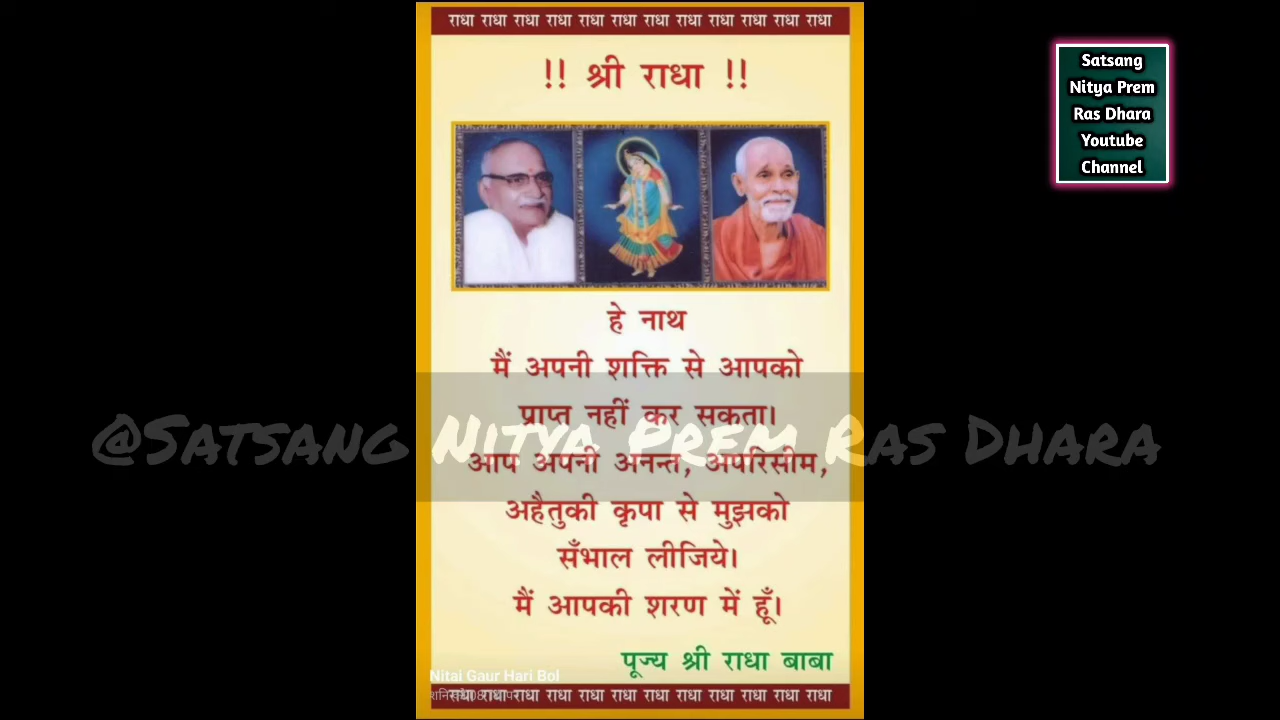 राधा राधा राधा राधा राधा राधा राधा राधा राधा राधा राधा राधा
!! श्री राधा !!
Satsang
Nitya Prem
Ras Dhara
Youtube
Channel
हे नाथ
मैं अपनी शक्ति से आपको
प्राप्त नहीं कर सकता।
@Satsang Nitya Prem Ras Dhara
आप अपनी अनन्त, अपरिसीम,
अहैतुकी कृपा से मुझको
सँभाल लीजिये।
मैं आपकी शरण में हूँ।
पूज्य श्री राधा बाबा
Nitai Gaur Hari Bol
राधा राधा राधा राधा राधा राधा राधा राधा राधा राधा राधा राधा